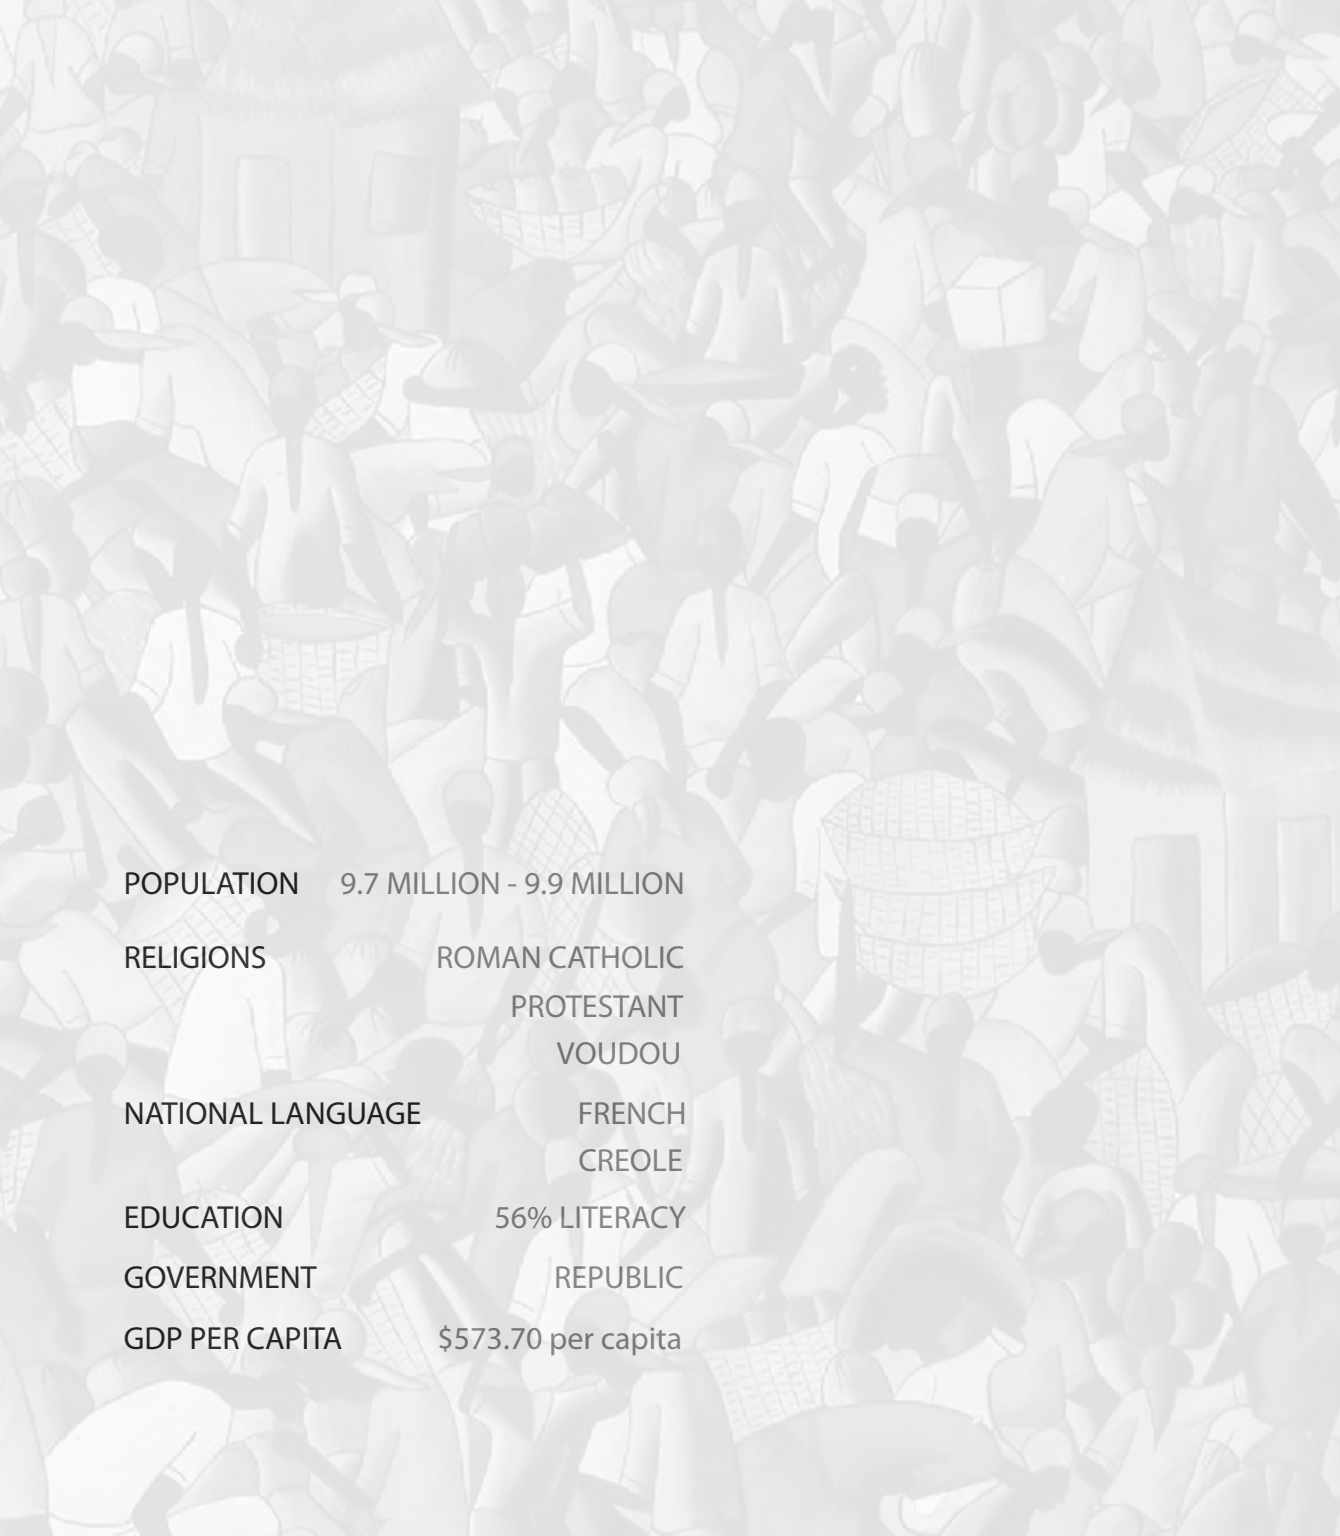 POPULATION 9.7 MILLION - 9.9 MILLION
RELIGIONS ROMAN CATHOLIC
PROTESTANT
VOUDOU
NATIONAL LANGUAGE FRENCH
CREOLE
EDUCATION 56% LITERACY
GOVERNMENT REPUBLIC
GDP PER CAPITA $573.70 per capita